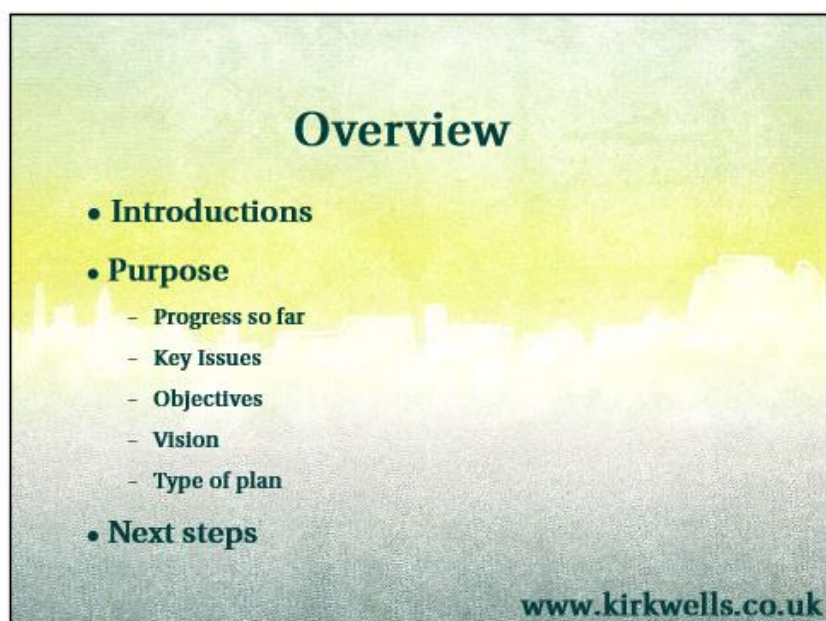 Overview
• Introductions
• Purpose
- Progress so far
- Key Issues
- Objectives
- Vision
- Type of plan
• Next steps
www.kirkwells.co.uk